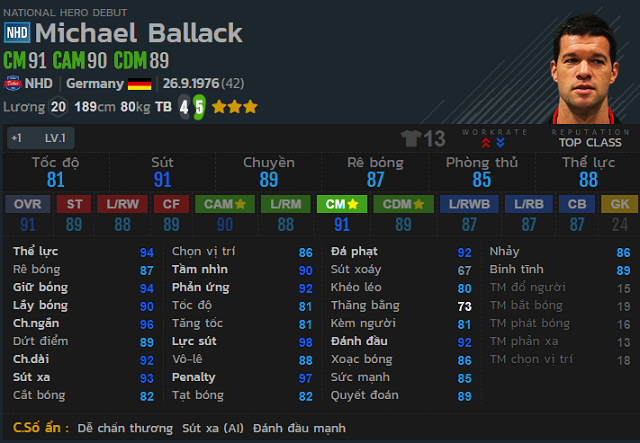 NATIONAL HERO DEBUT
NHD Michael Ballack
CM 91 CAM 90 CDM 89
NHD Germany 26.9.1976 (42)
Lương 20 189cm 80kg TB 4 5
+1 LV.1
13
WORKRATE
REPUTATION
TOP CLASS
Tốc độ Sút Chuyền Rê bóng Phòng thủ Thể lực
81 91 89 87 85 88
OVR ST L/RW CF CAM L/RM CM CDM L/RWB L/RB CB GK
91 89 88 89 90 88 91 89 87 87 87 24
Thể lực 94 Chọn vị trí 86 Đá phạt 92 Nhảy 86
Rê bóng 87 Tầm nhìn 90 Sút xoáy 67 Bình tĩnh 89
Giữ bóng 94 Phản ứng 92 Khéo léo 80 TM đổ người 15
Lấy bóng 90 Tốc độ 81 Thăng bằng 73 TM bắt bóng 19
Ch.ngắn 96 Tăng tốc 81 Kèm người 81 TM phát bóng 16
Dứt điểm 89 Lực sút 98 Đánh đầu 92 TM phản xạ 13
Ch.dài 92 Vô-lê 88 Xoạc bóng 86 TM chọn vị trí 18
Sút xa 93 Penalty 97 Sức mạnh 85
Cắt bóng 82 Tạt bóng 82 Quyết đoán 89
C.Số ẩn : Dễ chấn thương Sút xa (AI) Đánh đầu mạnh